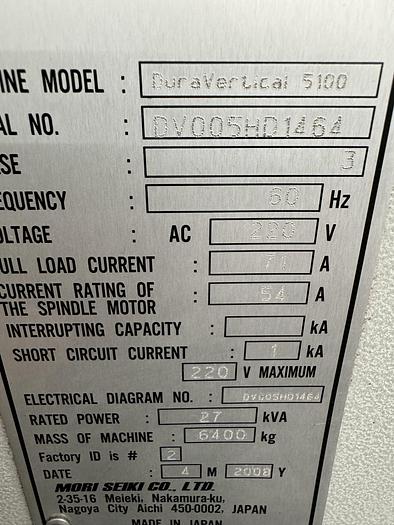 INE MODEL : DuraVertical 5100
AL NO. : DV005HD1464
SE : 3
EQUENCY : 60 Hz
OLTAGE : AC 220 V
ULL LOAD CURRENT : 71 A
CURRENT RATING OF THE SPINDLE MOTOR : 54 A
INTERRUPTING CAPACITY : kA
SHORT CIRCUIT CURRENT : 1 kA
220 V MAXIMUM
ELECTRICAL DIAGRAM NO. : DV005HD1464
RATED POWER : 27 kVA
MASS OF MACHINE : 6400 kg
Factory ID is # 2
DATE : 4 M 2008 Y
MORI SEIKI CO., LTD.
2-35-16 Meieki, Nakamura-ku,
Nagoya City Aichi 450-0002, JAPAN
MADE IN JAPAN